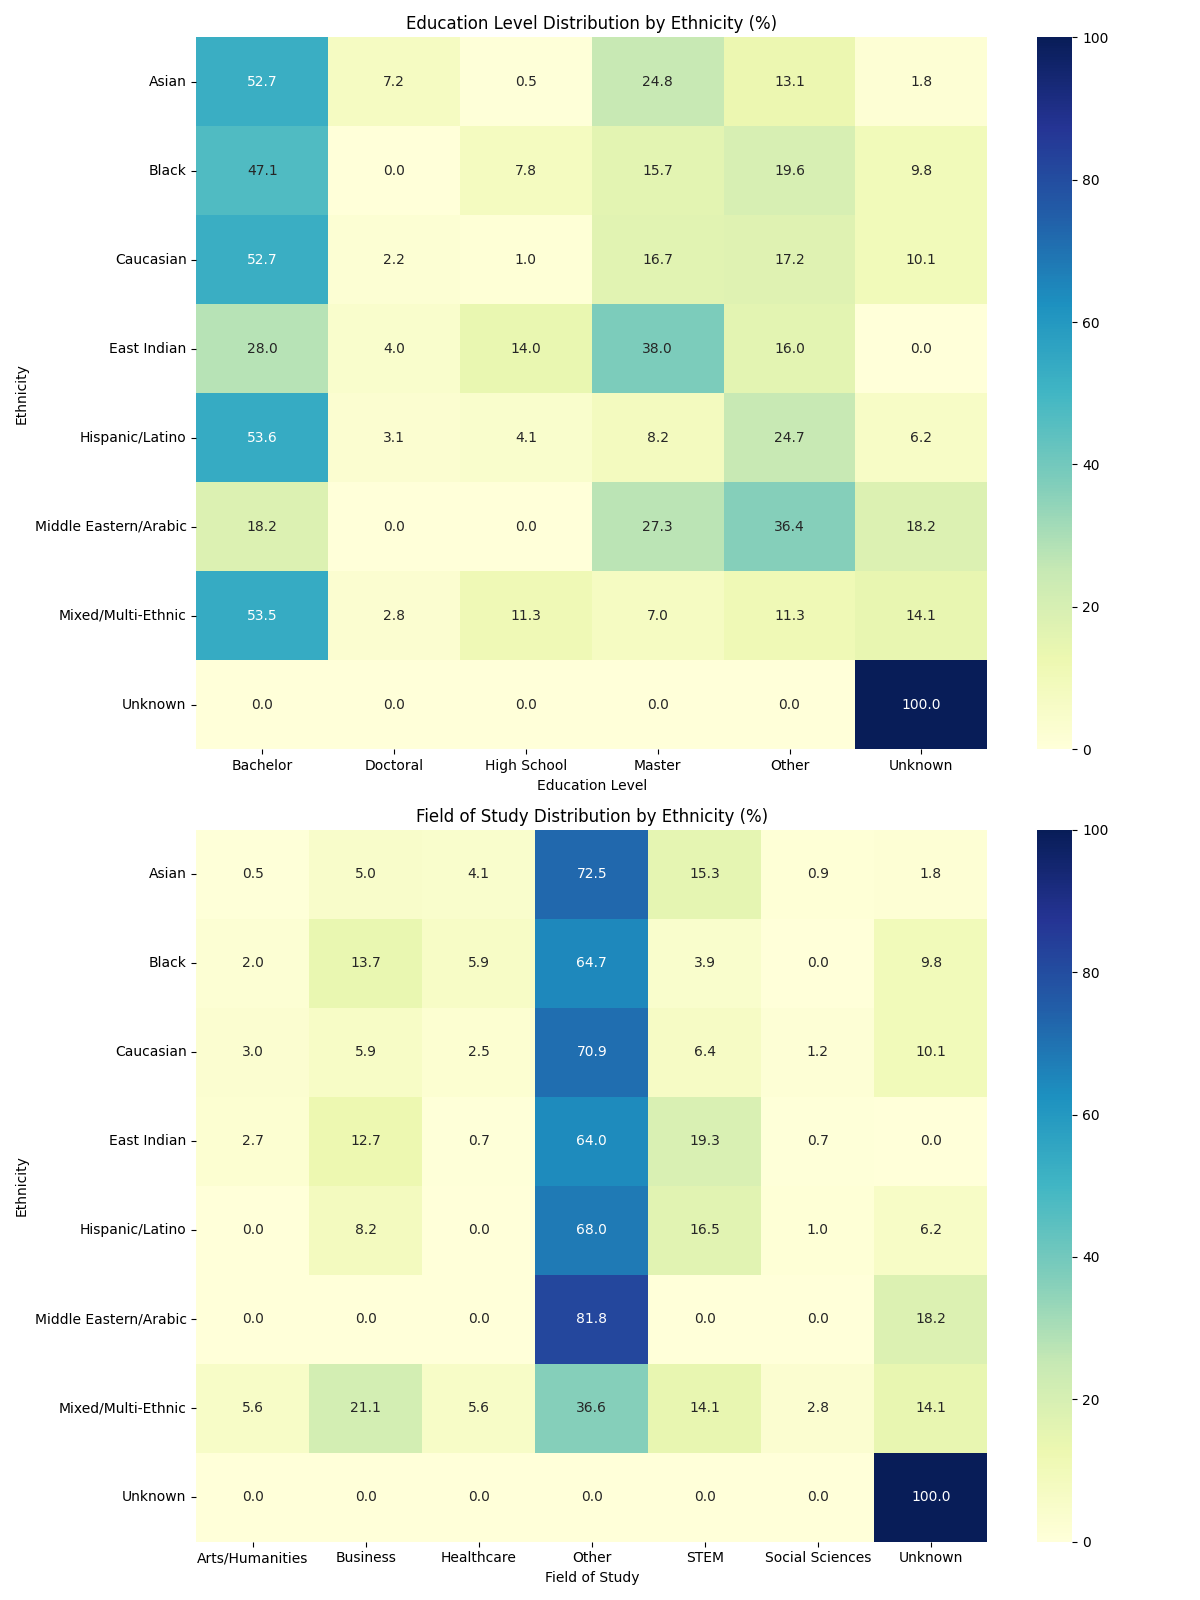 Education Level Distribution by Ethnicity (%)
Ethnicity
Asian 52.7 7.2 0.5 24.8 13.1 1.8
Black 47.1 0.0 7.8 15.7 19.6 9.8
Caucasian 52.7 2.2 1.0 16.7 17.2 10.1
East Indian 28.0 4.0 14.0 38.0 16.0 0.0
Hispanic/Latino 53.6 3.1 4.1 8.2 24.7 6.2
Middle Eastern/Arabic 18.2 0.0 0.0 27.3 36.4 18.2
Mixed/Multi-Ethnic 53.5 2.8 11.3 7.0 11.3 14.1
Unknown 0.0 0.0 0.0 0.0 0.0 100.0
Bachelor Doctoral High School Master Other Unknown
Education Level
100
80
60
40
20
0
Field of Study Distribution by Ethnicity (%)
Ethnicity
Asian 0.5 5.0 4.1 72.5 15.3 0.9 1.8
Black 2.0 13.7 5.9 64.7 3.9 0.0 9.8
Caucasian 3.0 5.9 2.5 70.9 6.4 1.2 10.1
East Indian 2.7 12.7 0.7 64.0 19.3 0.7 0.0
Hispanic/Latino 0.0 8.2 0.0 68.0 16.5 1.0 6.2
Middle Eastern/Arabic 0.0 0.0 0.0 81.8 0.0 0.0 18.2
Mixed/Multi-Ethnic 5.6 21.1 5.6 36.6 14.1 2.8 14.1
Unknown 0.0 0.0 0.0 0.0 0.0 0.0 100.0
Arts/Humanities Business Healthcare Other STEM Social Sciences Unknown
Field of Study
100
80
60
40
20
0